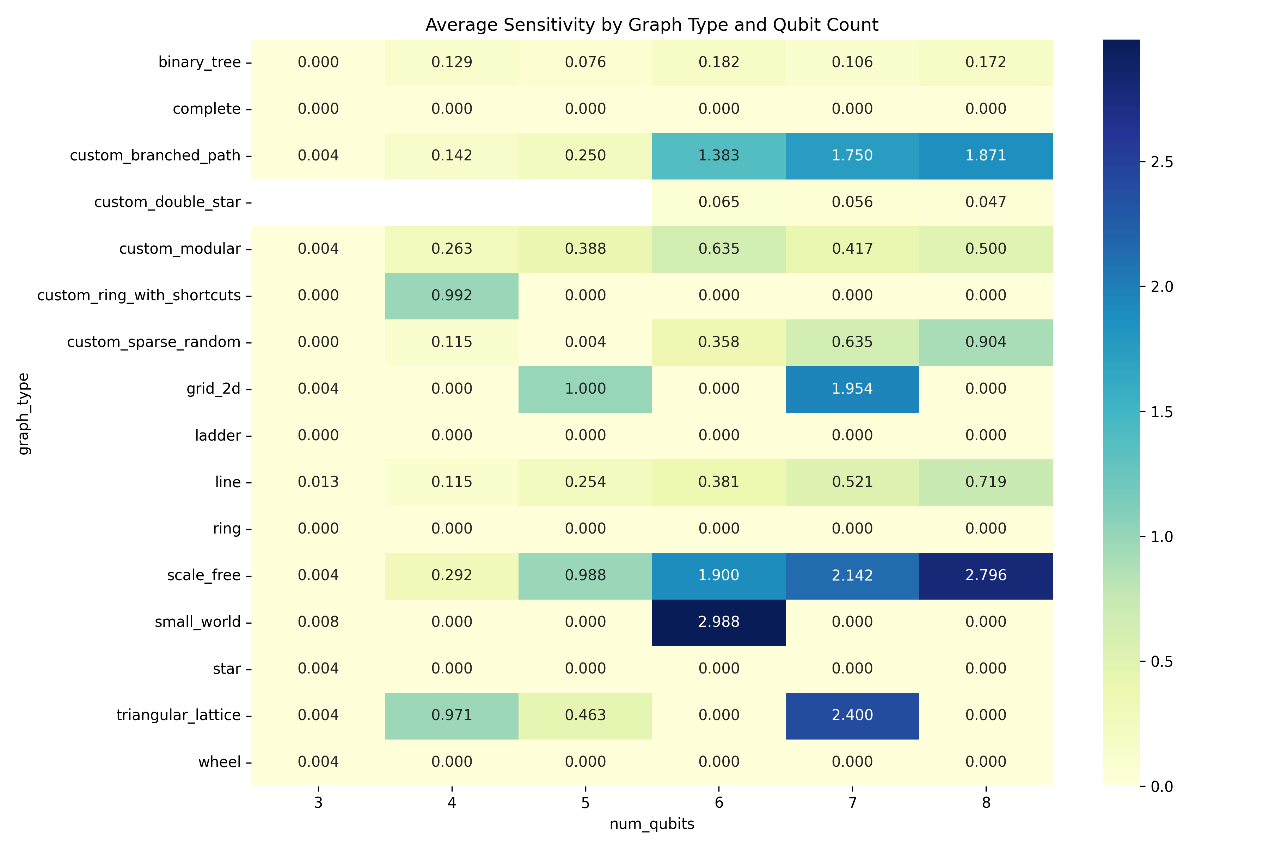 Average Sensitivity by Graph Type and Qubit Count
graph_type
binary_tree 0.000 0.129 0.076 0.182 0.106 0.172
complete 0.000 0.000 0.000 0.000 0.000 0.000
custom_branched_path 0.004 0.142 0.250 1.383 1.750 1.871
custom_double_star 0.065 0.056 0.047
custom_modular 0.004 0.263 0.388 0.635 0.417 0.500
custom_ring_with_shortcuts 0.000 0.992 0.000 0.000 0.000 0.000
custom_sparse_random 0.000 0.115 0.004 0.358 0.635 0.904
grid_2d 0.004 0.000 1.000 0.000 1.954 0.000
ladder 0.000 0.000 0.000 0.000 0.000 0.000
line 0.013 0.115 0.254 0.381 0.521 0.719
ring 0.000 0.000 0.000 0.000 0.000 0.000
scale_free 0.004 0.292 0.988 1.900 2.142 2.796
small_world 0.008 0.000 0.000 2.988 0.000 0.000
star 0.004 0.000 0.000 0.000 0.000 0.000
triangular_lattice 0.004 0.971 0.463 0.000 2.400 0.000
wheel 0.004 0.000 0.000 0.000 0.000 0.000
3 4 5 6 7 8
num_qubits
2.5
2.0
1.5
1.0
0.5
0.0